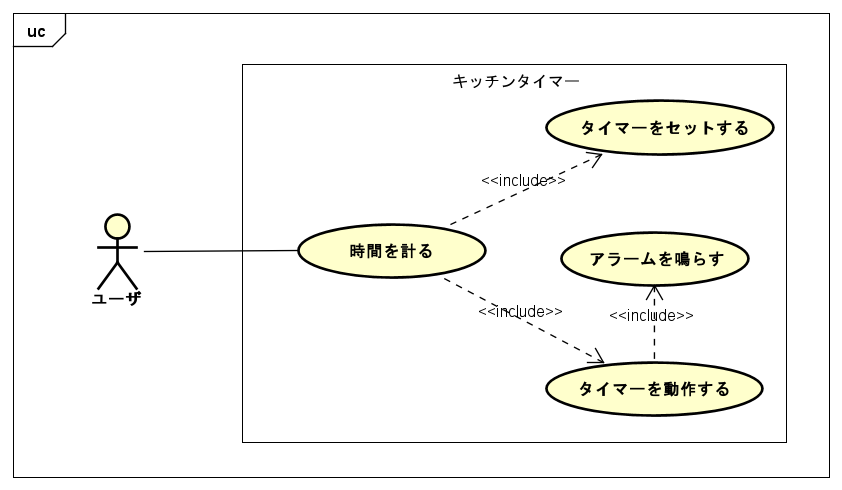 uc
キッチンタイマー
タイマーをセットする
<<include>>
時間を計る
アラームを鳴らす
ユーザ
<<include>>
<<include>>
タイマーを動作する